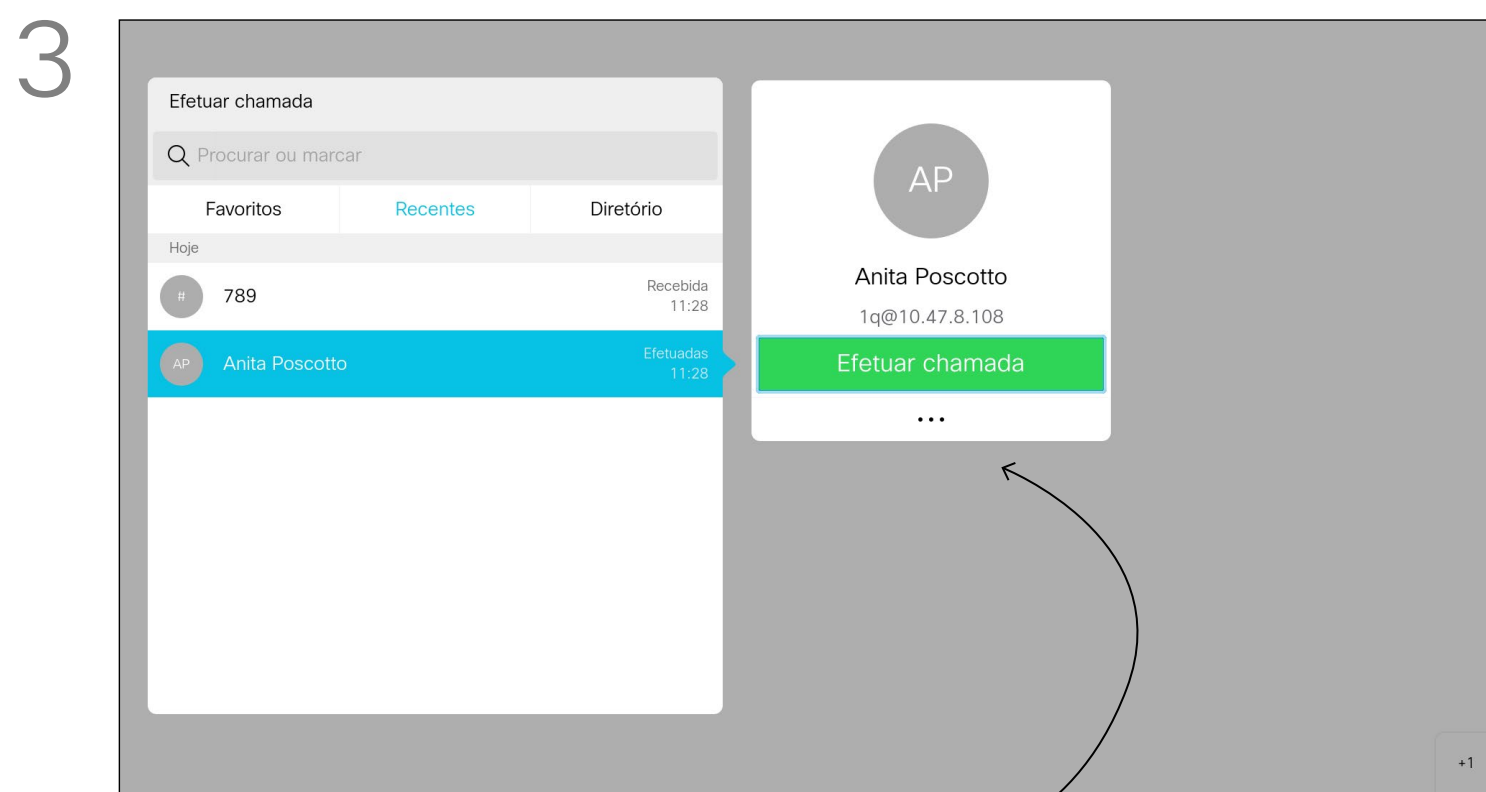 3
Efetuar chamada
Procurar ou marcar
Favoritos Recentes Diretório
Hoje
# 789 Recebida
11:28
AP Anita Poscotto Efetuadas
11:28
AP
Anita Poscotto
1q@10.47.8.108
Efetuar chamada
...
+1